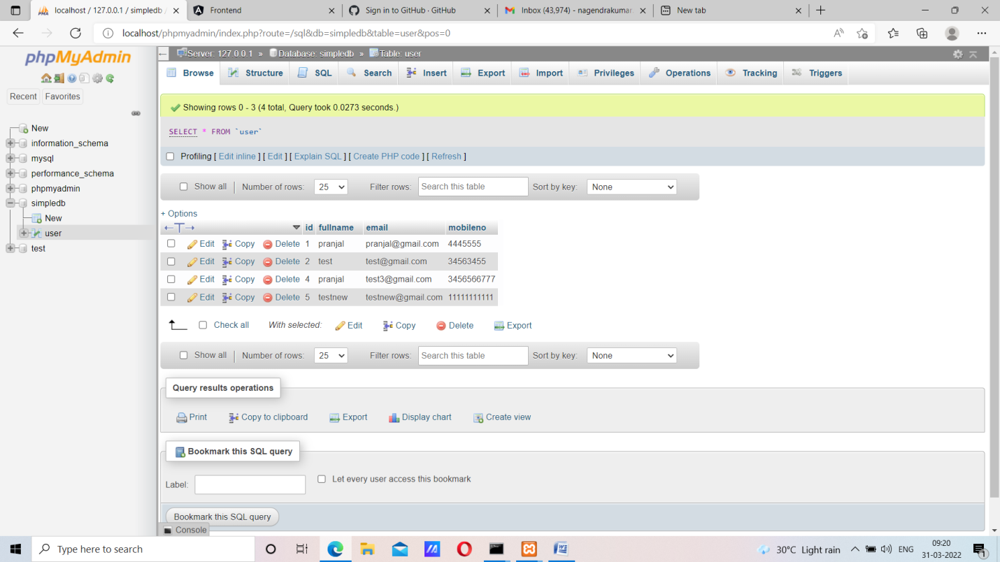 localhost / 127.0.0.1 / simpledb / Frontend Sign in to GitHub · GitHub Inbox (43,974) - nagendrakumar New tab
localhost/phpmyadmin/index.php?route=/sql&db=simpledb&table=user&pos=0
phpMyAdmin
Recent Favorites
New
information_schema
mysql
performance_schema
phpmyadmin
simpledb
New
user
test
Server: 127.0.0.1 » Database: simpledb » Table: user
Browse Structure SQL Search Insert Export Import Privileges Operations Tracking Triggers
Showing rows 0 - 3 (4 total, Query took 0.0273 seconds.)
SELECT * FROM `user`
Profiling [ Edit inline ] [ Edit ] [ Explain SQL ] [ Create PHP code ] [ Refresh ]
Show all Number of rows: 25 Filter rows: Search this table Sort by key: None
+ Options
id fullname email mobileno
Edit Copy Delete 1 pranjal pranjal@gmail.com 4445555
Edit Copy Delete 2 test test@gmail.com 34563455
Edit Copy Delete 4 pranjal test3@gmail.com 3456566777
Edit Copy Delete 5 testnew testnew@gmail.com 11111111111
Check all With selected: Edit Copy Delete Export
Show all Number of rows: 25 Filter rows: Search this table Sort by key: None
Query results operations
Print Copy to clipboard Export Display chart Create view
Bookmark this SQL query
Label: Let every user access this bookmark
Bookmark this SQL query
Console
Type here to search 30°C Light rain ENG 09:20
31-03-2022 1